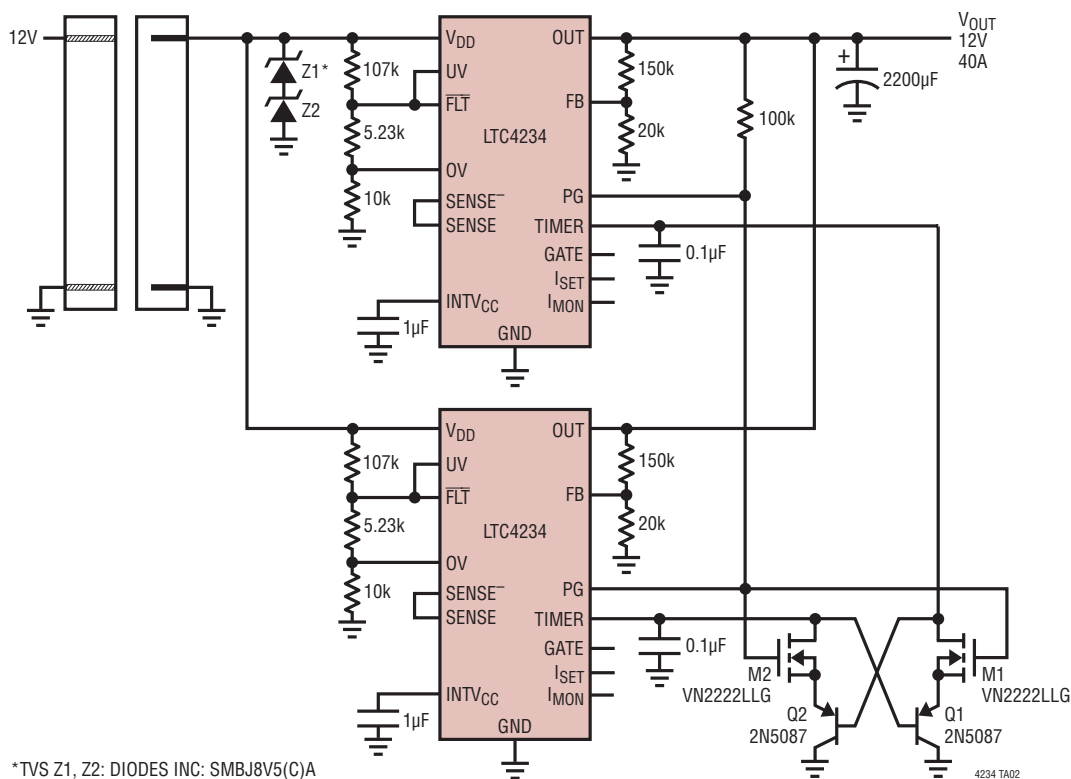 12V
Z1*
Z2
107k
5.23k
10k
1µF
VDD
UV
FLT
OV
SENSE−
SENSE
INTVCC
GND
LTC4234
OUT
FB
PG
TIMER
GATE
ISET
IMON
150k
20k
0.1µF
100k
+
2200µF
VOUT
12V
40A
107k
5.23k
10k
1µF
VDD
UV
FLT
OV
SENSE−
SENSE
INTVCC
GND
LTC4234
OUT
FB
PG
TIMER
GATE
ISET
IMON
150k
20k
0.1µF
M2
VN2222LLG
Q2
2N5087
M1
VN2222LLG
Q1
2N5087
*TVS Z1, Z2: DIODES INC: SMBJ8V5(C)A
4234 TA02